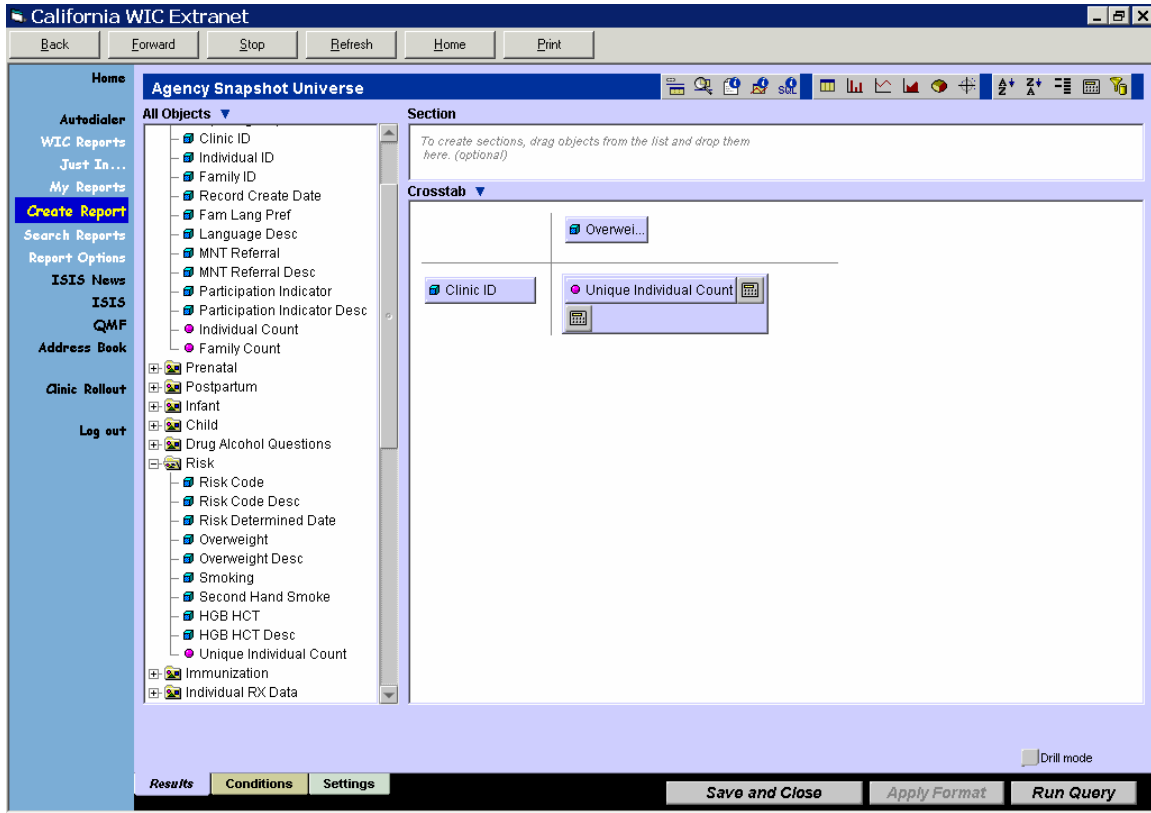 California WIC Extranet
Back Forward Stop Refresh Home Print
Home
Autodialer
WIC Reports
Just In...
My Reports
Create Report
Search Reports
Report Options
ISIS News
ISIS
QMF
Address Book
Clinic Rollout
Log out
Agency Snapshot Universe
All Objects
Clinic ID
Individual ID
Family ID
Record Create Date
Fam Lang Pref
Language Desc
MNT Referral
MNT Referral Desc
Participation Indicator
Participation Indicator Desc
Individual Count
Family Count
Prenatal
Postpartum
Infant
Child
Drug Alcohol Questions
Risk
Risk Code
Risk Code Desc
Risk Determined Date
Overweight
Overweight Desc
Smoking
Second Hand Smoke
HGB HCT
HGB HCT Desc
Unique Individual Count
Immunization
Individual RX Data
Section
To create sections, drag objects from the list and drop them
here. (optional)
Crosstab
Overwei...
Clinic ID
Unique Individual Count
Drill mode
Results Conditions Settings
Save and Close Apply Format Run Query